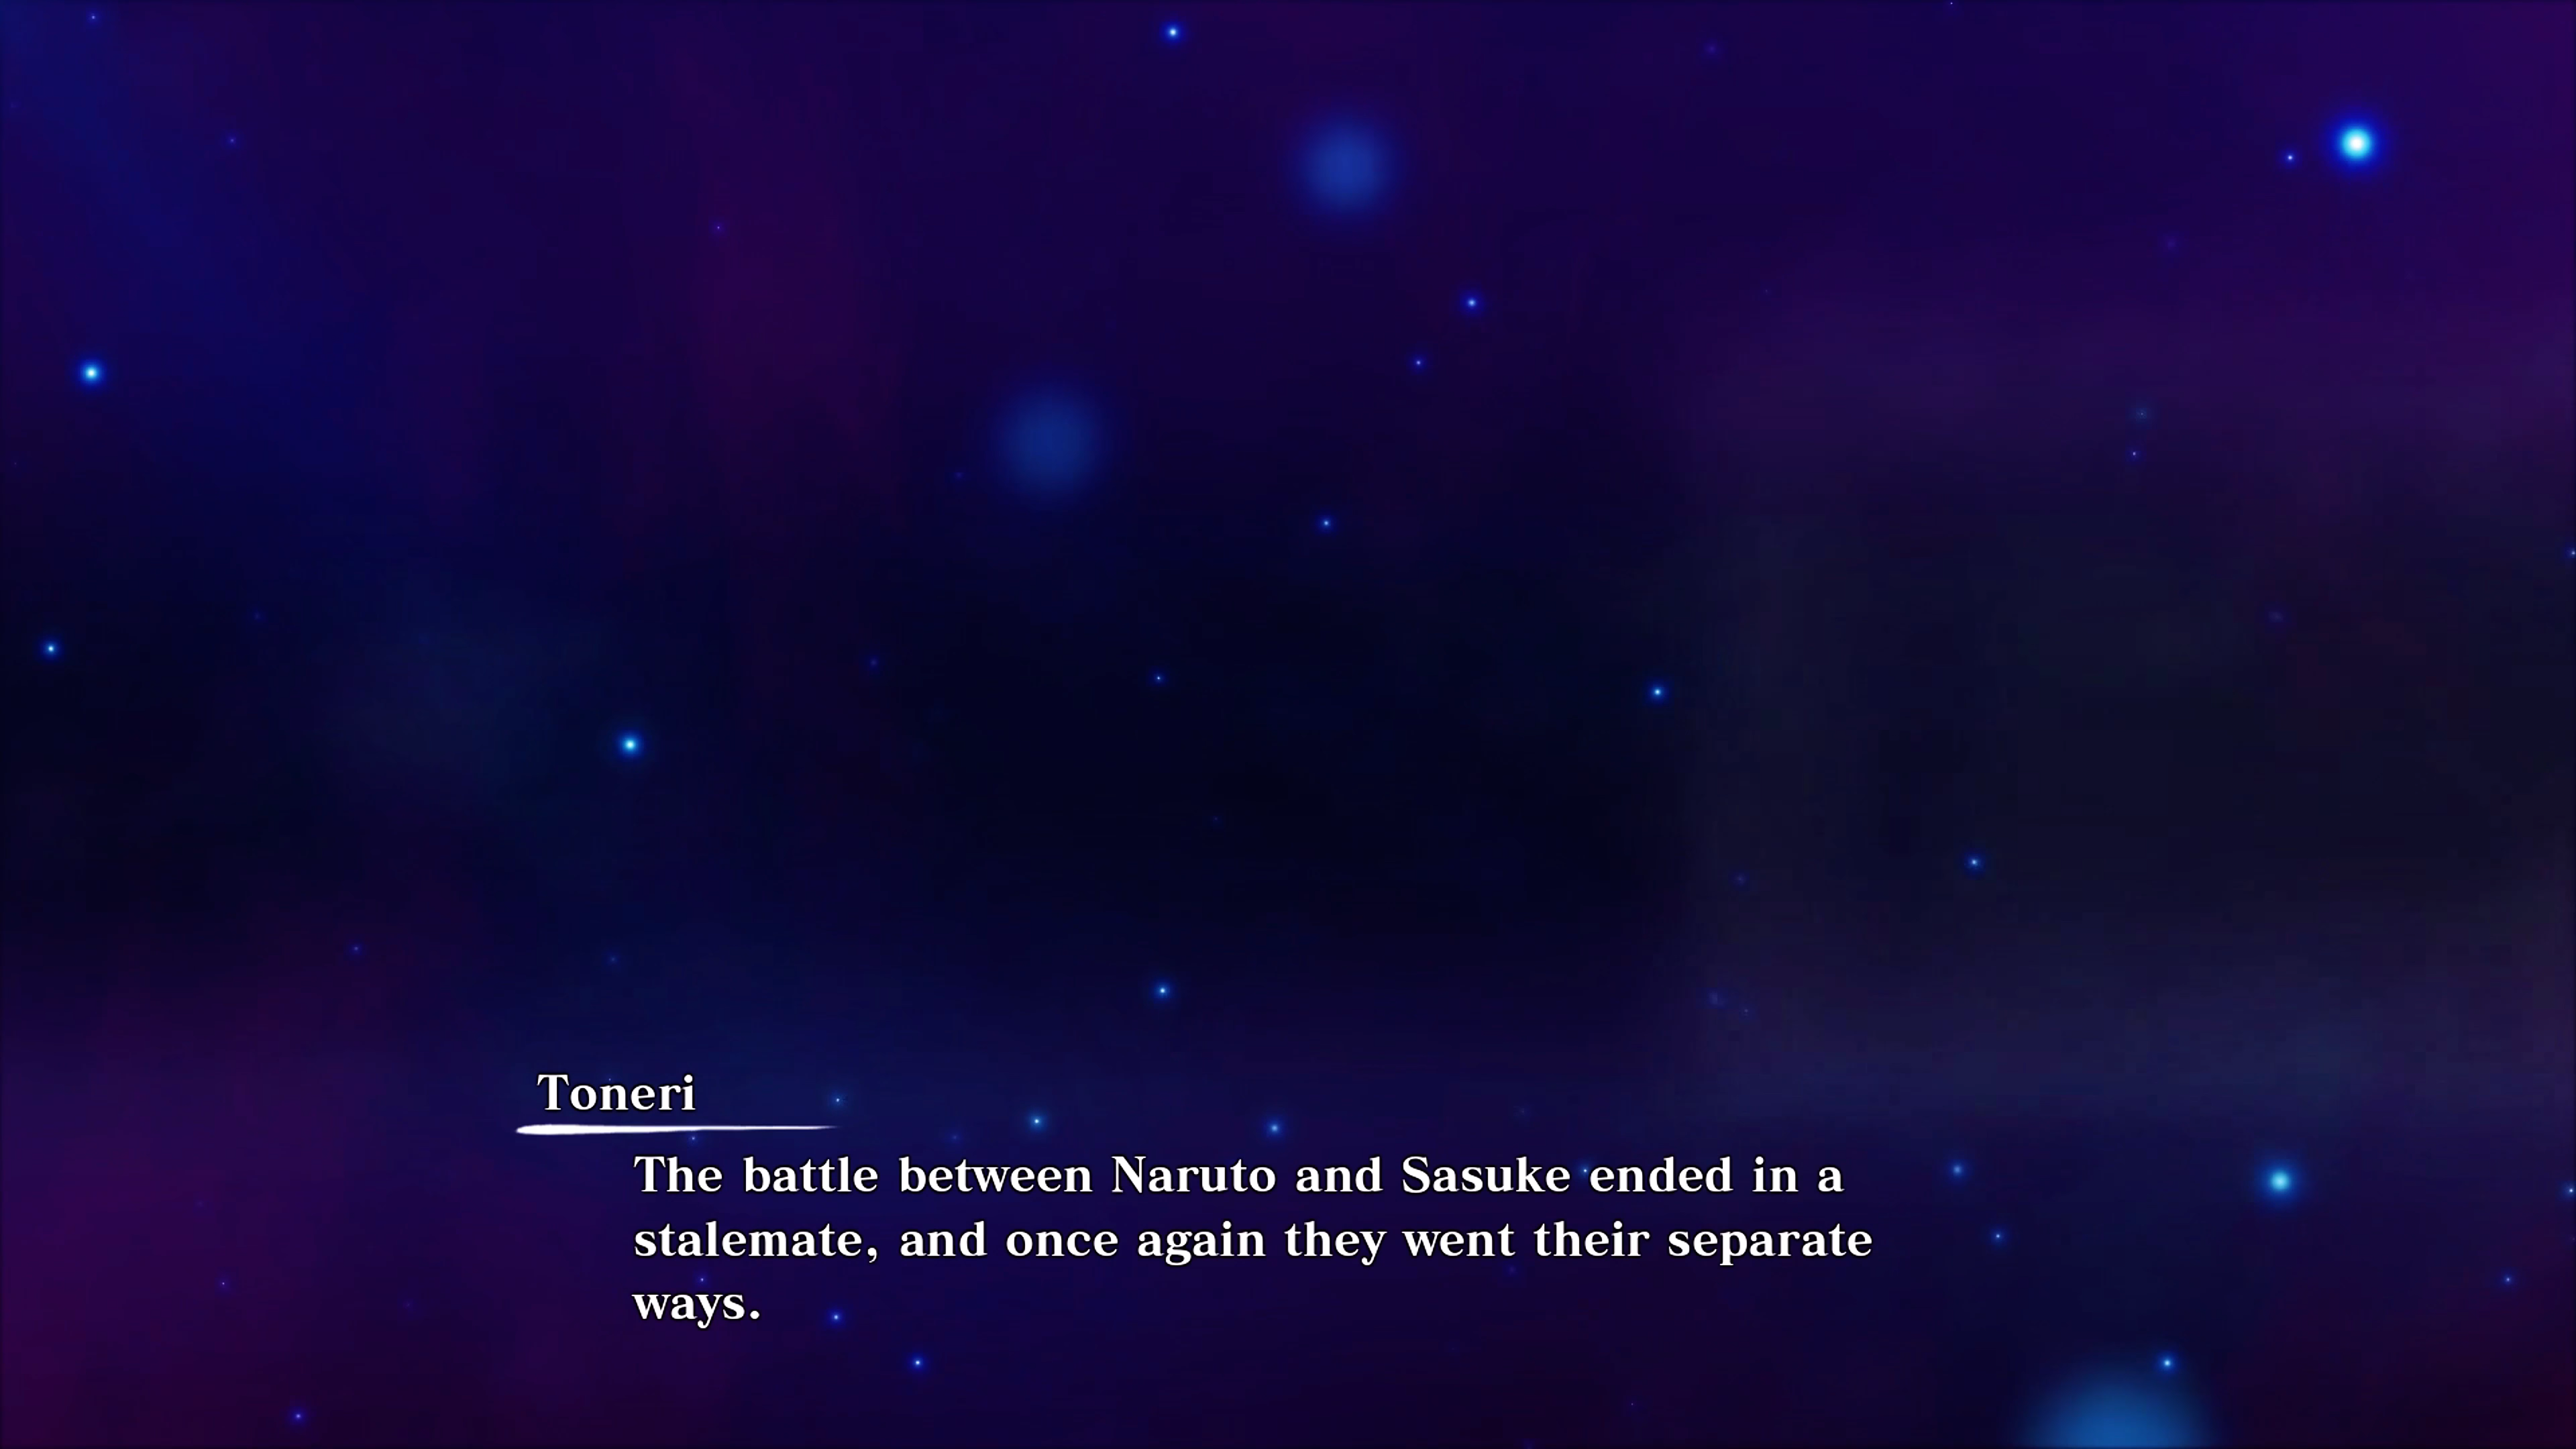 Toneri
The battle between Naruto and Sasuke ended in a
stalemate, and once again they went their separate
ways.